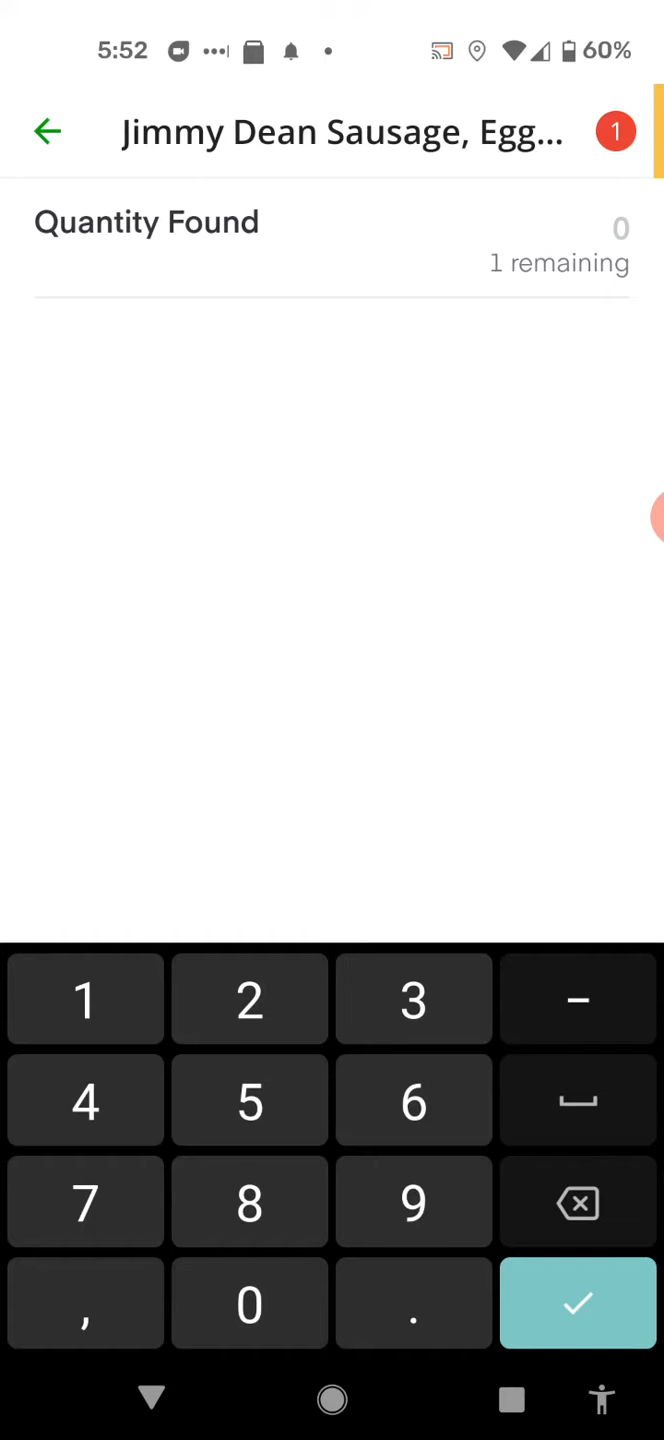 5:52 60%
Jimmy Dean Sausage, Egg... 1
Quantity Found 0
1 remaining
1 2 3 –
4 5 6
7 8 9
, 0 .